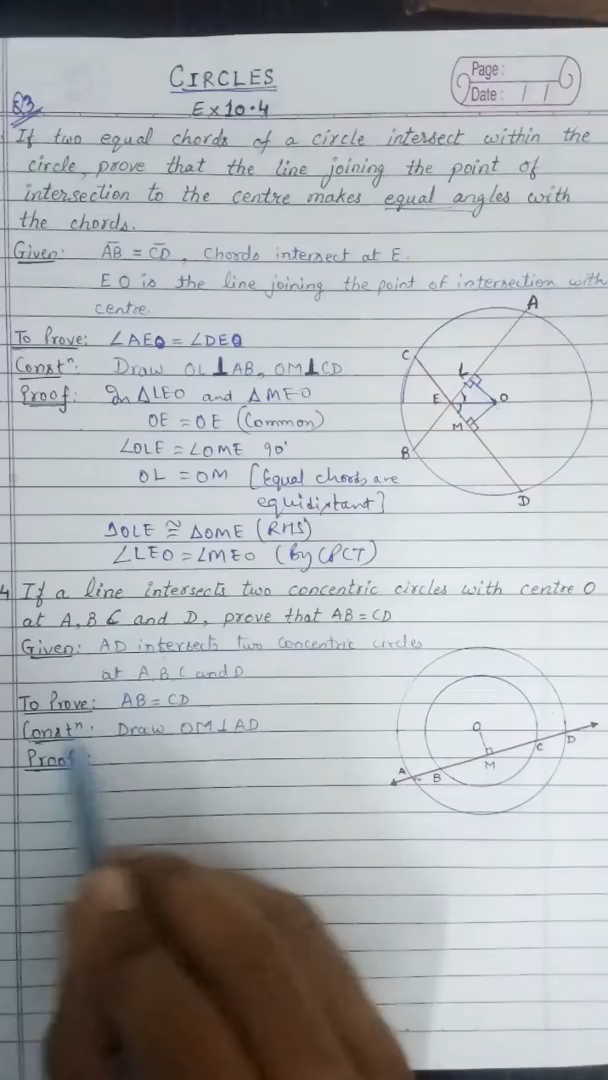 CIRCLES
Page :
Date : / /
Q3
Ex 10.4
If two equal chords of a circle intersect within the
circle, prove that the line joining the point of
intersection to the centre makes equal angles with
the chords.
Given: AB = CD, Chords intersect at E.
EO is the line joining the point of intersection with
centre.
To Prove: ∠AEO = ∠DEO
Constⁿ: Draw OL⊥AB, OM⊥CD
Proof: In ΔLEO and ΔMEO
OE = OE (Common)
∠OLE = ∠OME 90°
OL = OM [Equal chords are
equidistant]
ΔOLE ≅ ΔOME (RHS)
∠LEO = ∠MEO (By CPCT)
A
C
L
E
O
M
B
D
4 If a line intersects two concentric circles with centre O
at A, B C and D, prove that AB = CD
Given: AD intersects two concentric circles
at A, B, C and D
To Prove: AB = CD
Constⁿ: Draw OM⊥AD
Proof:
O
D
C
M
B
A